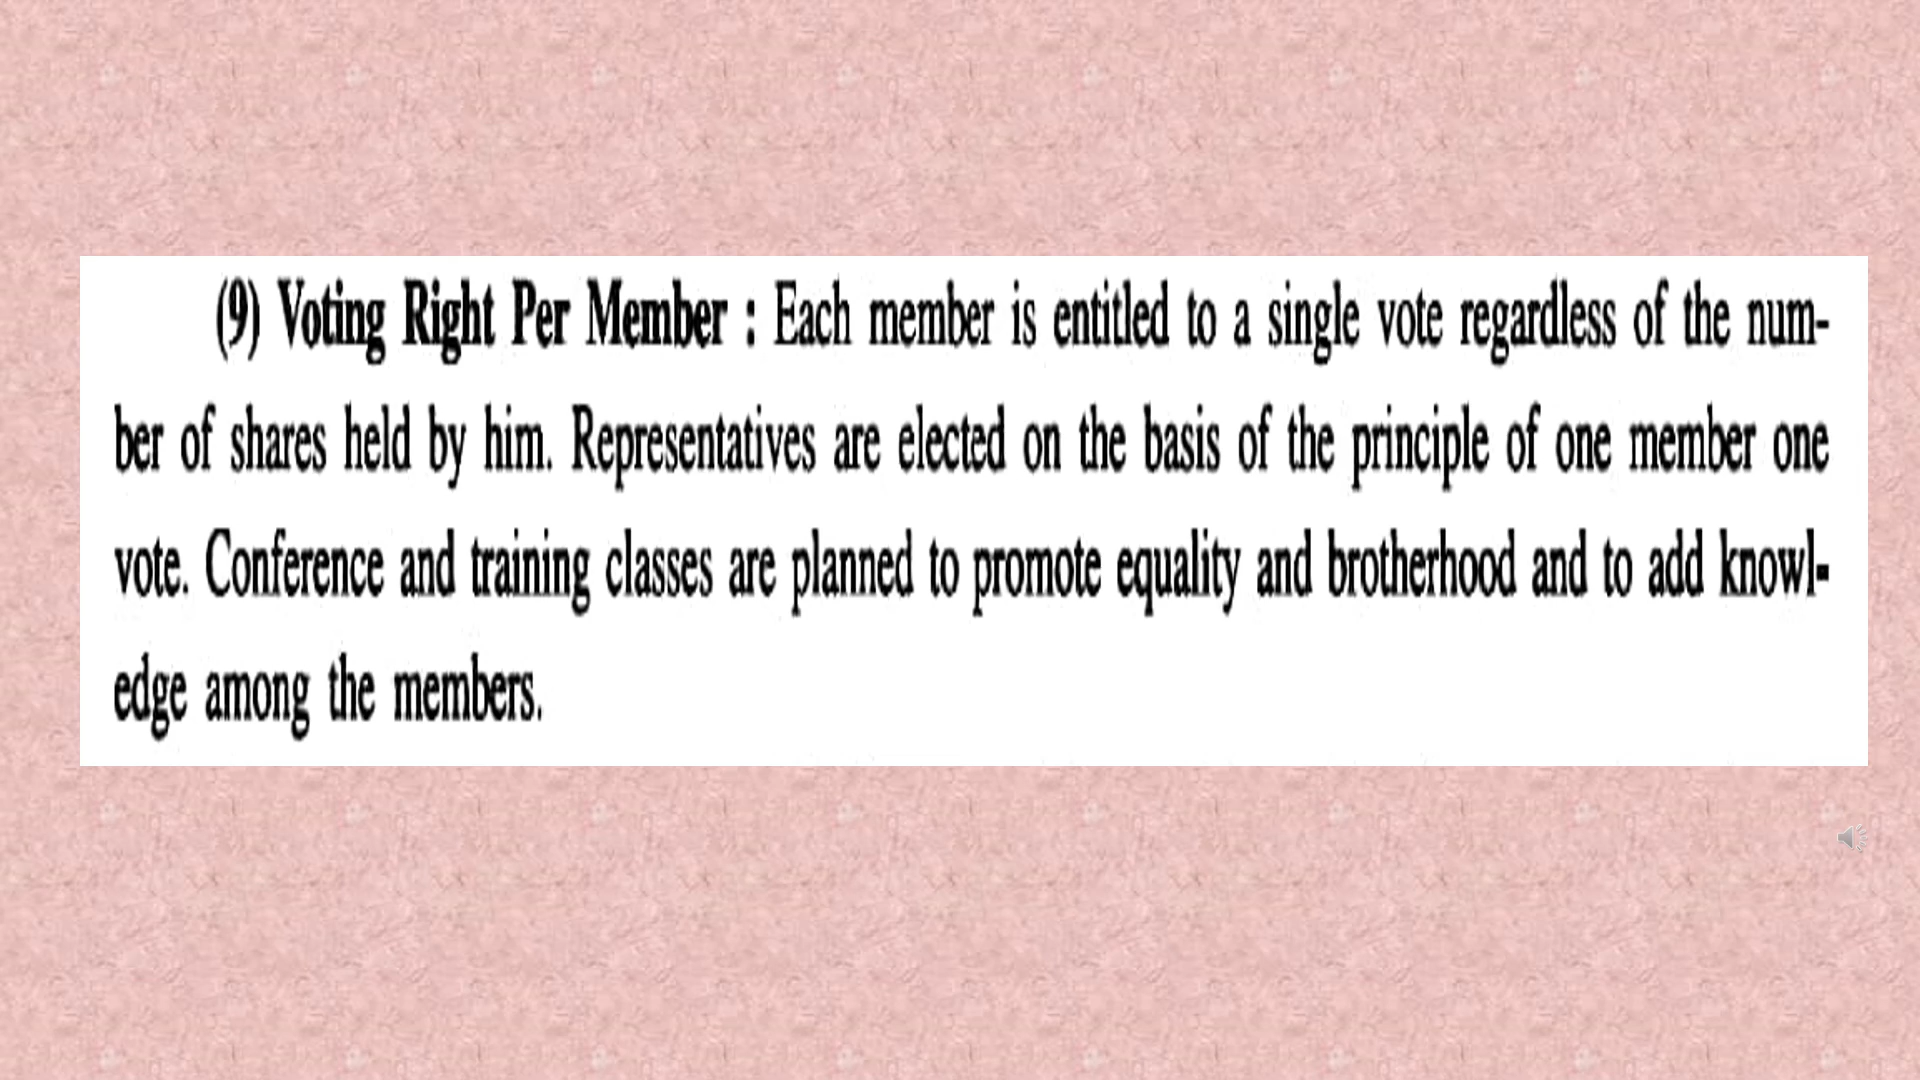 (9) Voting Right Per Member : Each member is entitled to a single vote regardless of the num-
ber of shares held by him. Representatives are elected on the basis of the principle of one member one
vote. Conference and training classes are planned to promote equality and brotherhood and to add knowl-
edge among the members.